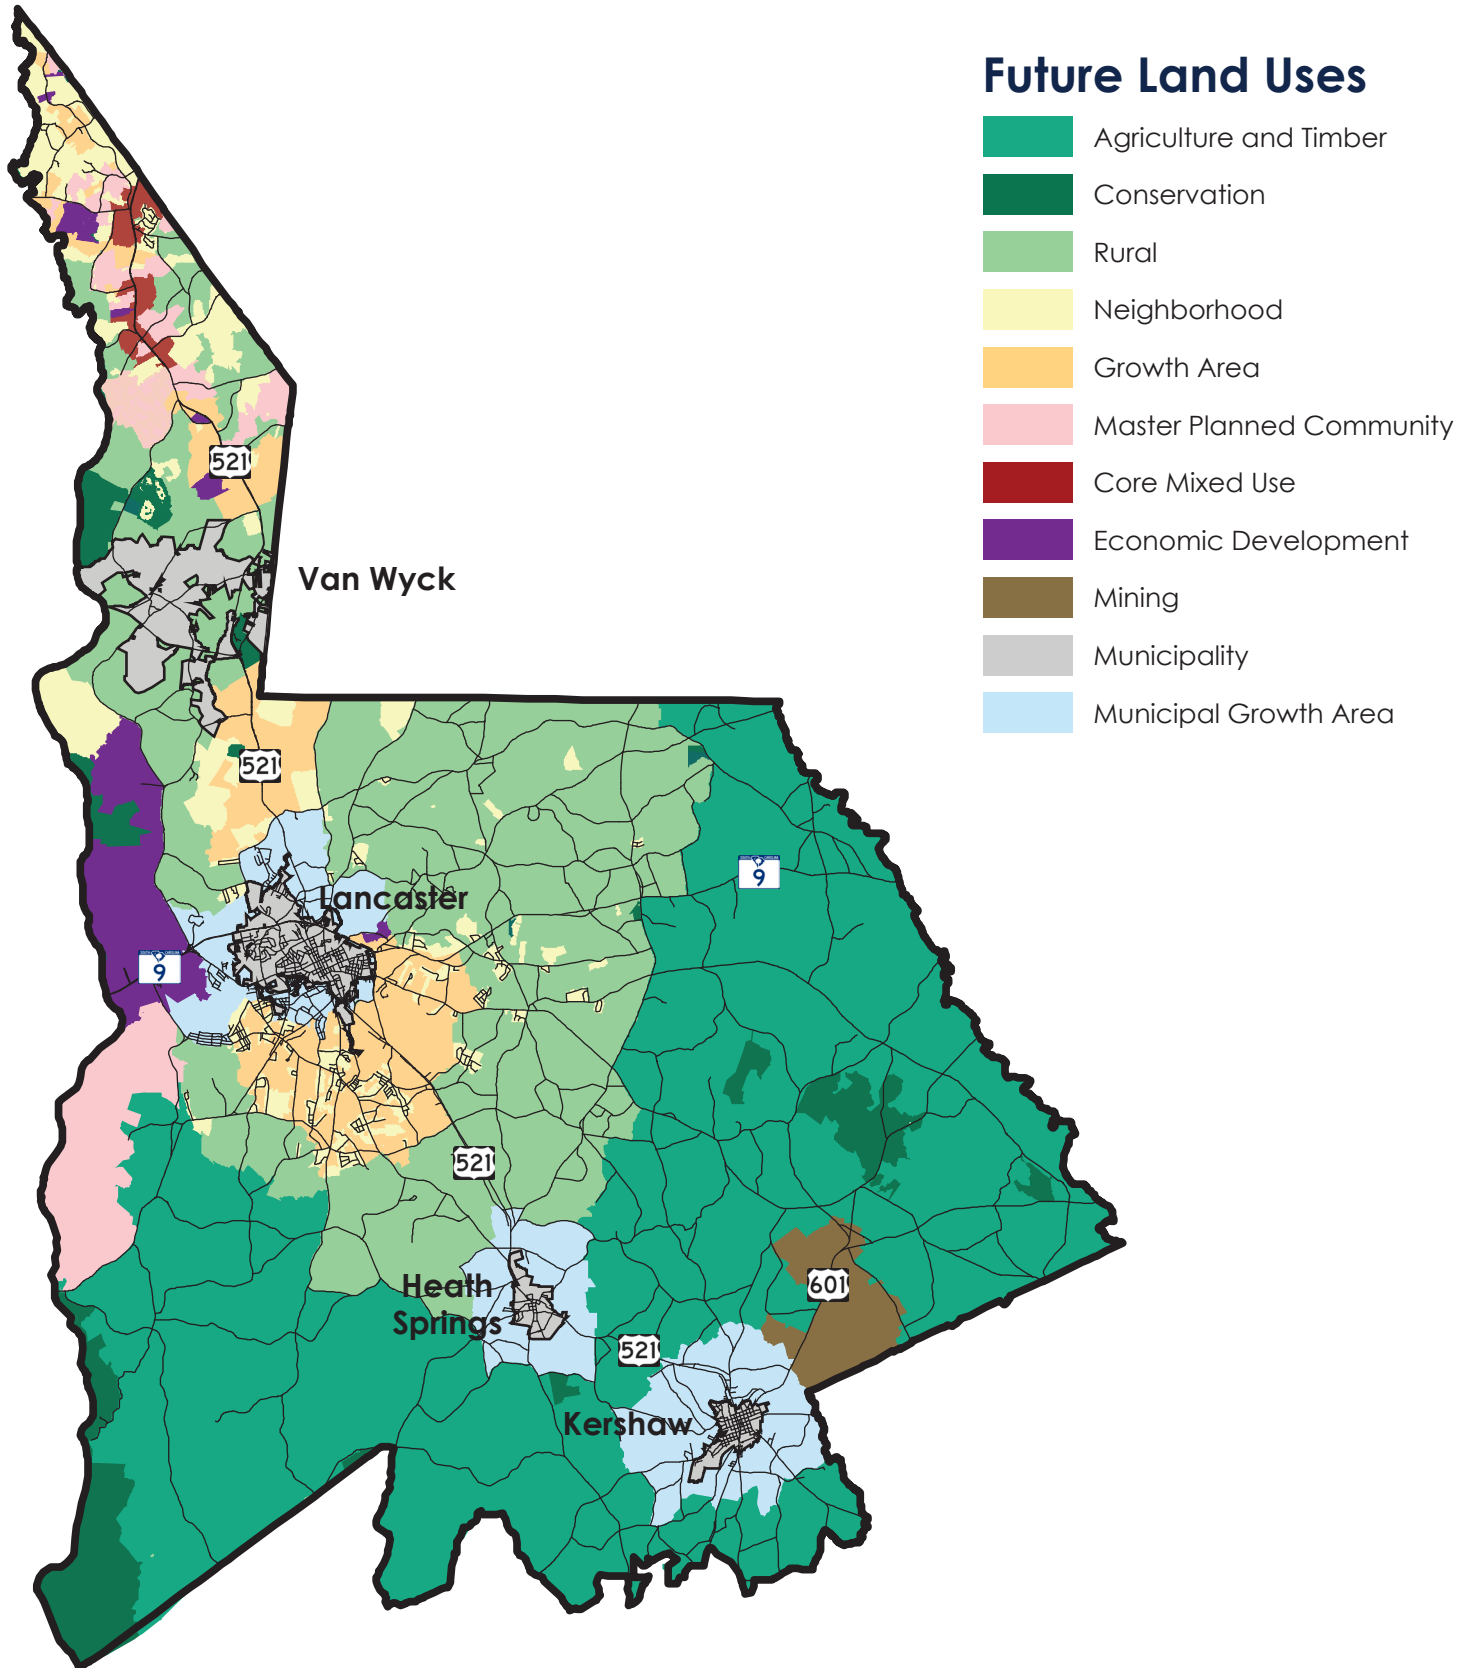 Future Land Uses
Agriculture and Timber
Conservation
Rural
Neighborhood
Growth Area
Master Planned Community
Core Mixed Use
Economic Development
Mining
Municipality
Municipal Growth Area
521
Van Wyck
521
9
Lancaster
9
521
Heath
Springs
601
521
Kershaw